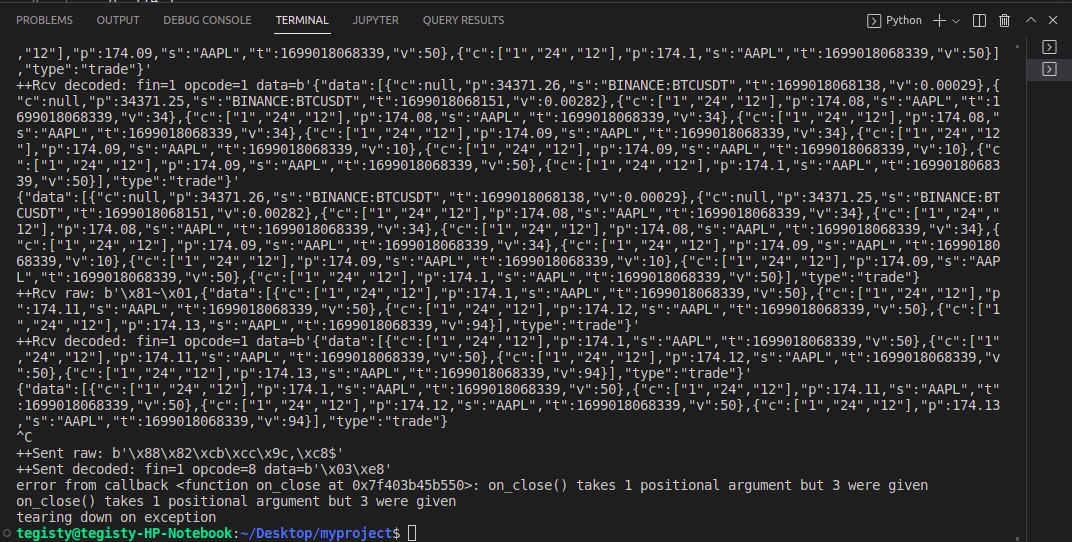 PROBLEMS OUTPUT DEBUG CONSOLE TERMINAL JUPYTER QUERY RESULTS Python
,"12"],"p":174.09,"s":"AAPL","t":1699018068339,"v":50},{"c":["1","24","12"],"p":174.1,"s":"AAPL","t":1699018068339,"v":50}]
,"type":"trade"}'
++Rcv decoded: fin=1 opcode=1 data=b'{"data":[{"c":null,"p":34371.26,"s":"BINANCE:BTCUSDT","t":1699018068138,"v":0.00029},{
"c":null,"p":34371.25,"s":"BINANCE:BTCUSDT","t":1699018068151,"v":0.00282},{"c":["1","24","12"],"p":174.08,"s":"AAPL","t":1
699018068339,"v":34},{"c":["1","24","12"],"p":174.08,"s":"AAPL","t":1699018068339,"v":34},{"c":["1","24","12"],"p":174.08,"
s":"AAPL","t":1699018068339,"v":34},{"c":["1","24","12"],"p":174.09,"s":"AAPL","t":1699018068339,"v":34},{"c":["1","24","12
"],"p":174.09,"s":"AAPL","t":1699018068339,"v":10},{"c":["1","24","12"],"p":174.09,"s":"AAPL","t":1699018068339,"v":10},{"c
":["1","24","12"],"p":174.09,"s":"AAPL","t":1699018068339,"v":50},{"c":["1","24","12"],"p":174.1,"s":"AAPL","t":16990180683
39,"v":50}],"type":"trade"}'
{"data":[{"c":null,"p":34371.26,"s":"BINANCE:BTCUSDT","t":1699018068138,"v":0.00029},{"c":null,"p":34371.25,"s":"BINANCE:BT
CUSDT","t":1699018068151,"v":0.00282},{"c":["1","24","12"],"p":174.08,"s":"AAPL","t":1699018068339,"v":34},{"c":["1","24","
12"],"p":174.08,"s":"AAPL","t":1699018068339,"v":34},{"c":["1","24","12"],"p":174.08,"s":"AAPL","t":1699018068339,"v":34},{
"c":["1","24","12"],"p":174.09,"s":"AAPL","t":1699018068339,"v":34},{"c":["1","24","12"],"p":174.09,"s":"AAPL","t":16990180
68339,"v":10},{"c":["1","24","12"],"p":174.09,"s":"AAPL","t":1699018068339,"v":10},{"c":["1","24","12"],"p":174.09,"s":"AAP
L","t":1699018068339,"v":50},{"c":["1","24","12"],"p":174.1,"s":"AAPL","t":1699018068339,"v":50}],"type":"trade"}
++Rcv raw: b'\x81~\x01,{"data":[{"c":["1","24","12"],"p":174.1,"s":"AAPL","t":1699018068339,"v":50},{"c":["1","24","12"],"p
":174.11,"s":"AAPL","t":1699018068339,"v":50},{"c":["1","24","12"],"p":174.12,"s":"AAPL","t":1699018068339,"v":50},{"c":["1
","24","12"],"p":174.13,"s":"AAPL","t":1699018068339,"v":94}],"type":"trade"}'
++Rcv decoded: fin=1 opcode=1 data=b'{"data":[{"c":["1","24","12"],"p":174.1,"s":"AAPL","t":1699018068339,"v":50},{"c":["1"
,"24","12"],"p":174.11,"s":"AAPL","t":1699018068339,"v":50},{"c":["1","24","12"],"p":174.12,"s":"AAPL","t":1699018068339,"v
":50},{"c":["1","24","12"],"p":174.13,"s":"AAPL","t":1699018068339,"v":94}],"type":"trade"}'
{"data":[{"c":["1","24","12"],"p":174.1,"s":"AAPL","t":1699018068339,"v":50},{"c":["1","24","12"],"p":174.11,"s":"AAPL","t"
:1699018068339,"v":50},{"c":["1","24","12"],"p":174.12,"s":"AAPL","t":1699018068339,"v":50},{"c":["1","24","12"],"p":174.13
,"s":"AAPL","t":1699018068339,"v":94}],"type":"trade"}
^C
++Sent raw: b'\x88\x82\xcb\xcc\x9c,\xc8$'
++Sent decoded: fin=1 opcode=8 data=b'\x03\xe8'
error from callback <function on_close at 0x7f403b45b550>: on_close() takes 1 positional argument but 3 were given
on_close() takes 1 positional argument but 3 were given
tearing down on exception
tegisty@tegisty-HP-Notebook:~/Desktop/myproject$